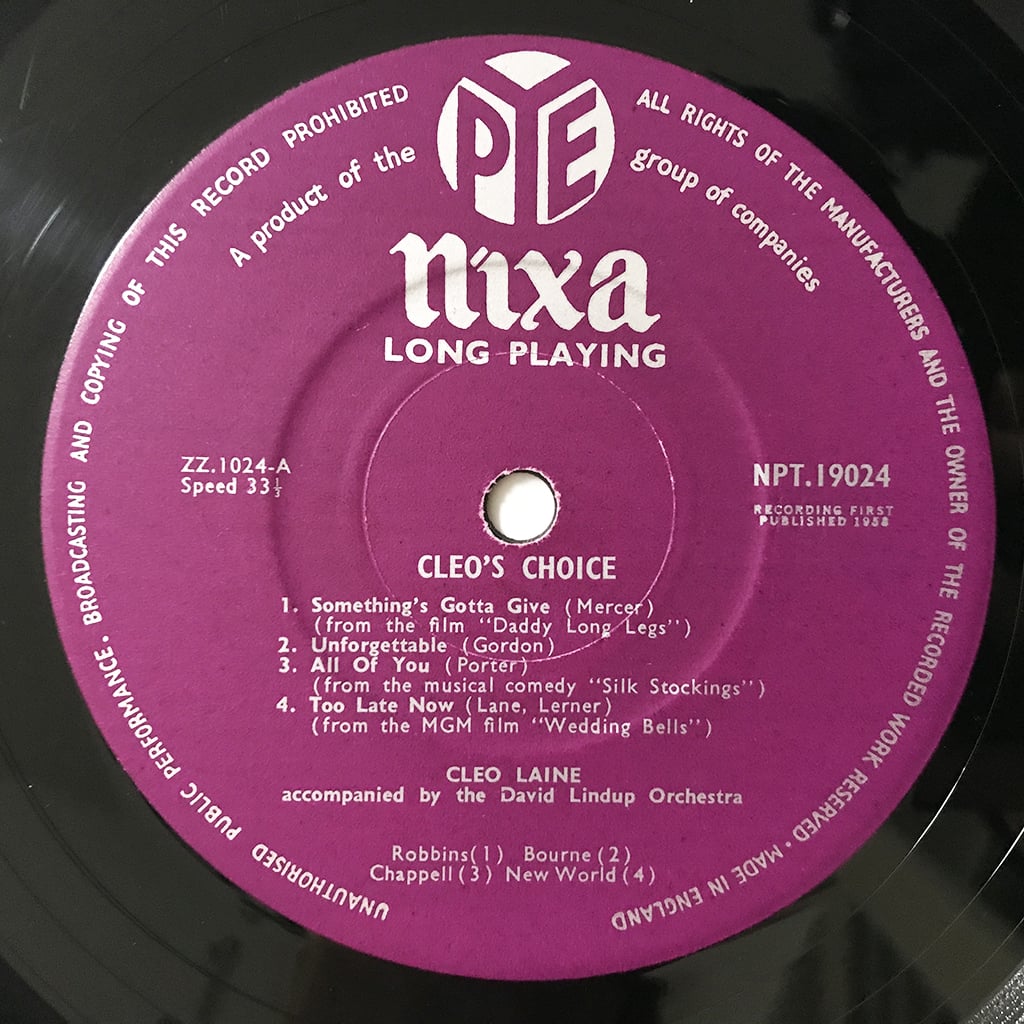 UNAUTHORISED PUBLIC PERFORMANCE. BROADCASTING AND COPYING OF THIS RECORD PROHIBITED
ALL RIGHTS OF THE MANUFACTURERS AND THE OWNER OF THE RECORDED WORK RESERVED • MADE IN ENGLAND
A product of the
PYE
group of companies
nixa
LONG PLAYING
ZZ.1024-A
Speed 33⅓
NPT.19024
RECORDING FIRST
PUBLISHED 1958
CLEO'S CHOICE
1. Something's Gotta Give (Mercer)
(from the film "Daddy Long Legs")
2. Unforgettable (Gordon)
3. All Of You (Porter)
(from the musical comedy "Silk Stockings")
4. Too Late Now (Lane, Lerner)
(from the MGM film "Wedding Bells")
CLEO LAINE
accompanied by the David Lindup Orchestra
Robbins(1) Bourne(2)
Chappell(3) New World(4)